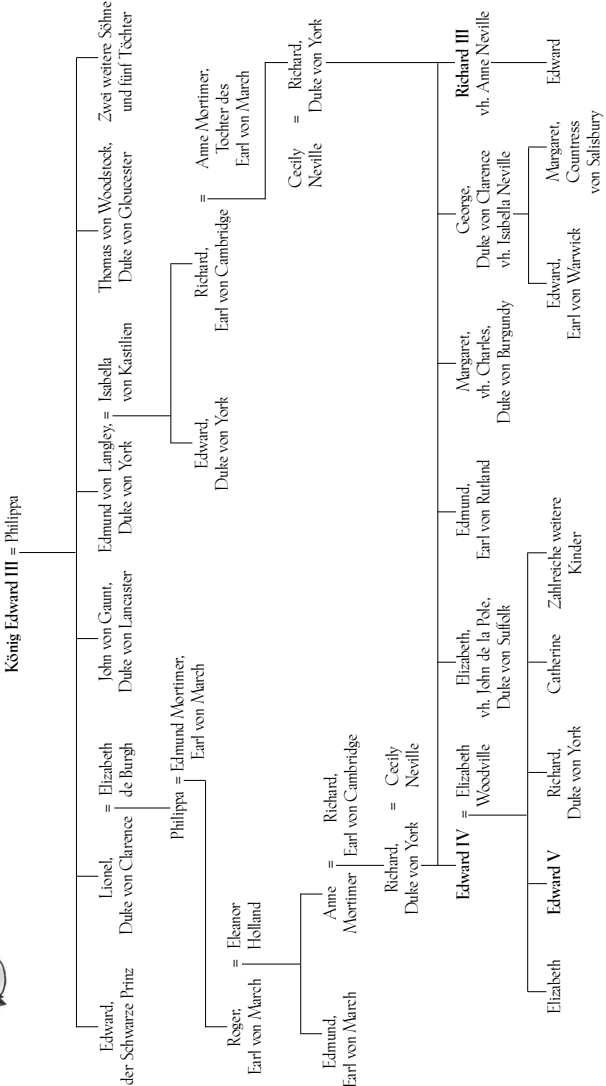 König Edward III = Philippa
Edward,
der Schwarze Prinz
Lionel,
Duke von Clarence
=
Elizabeth
de Burgh
John von Gaunt,
Duke von Lancaster
Edmund von Langley,
Duke von York
=
Isabella
von Kastilien
Thomas von Woodstock,
Duke von Gloucester
Zwei weitere Söhne
und fünf Töchter
Philippa = Edmund Mortimer,
Earl von March
Edward,
Duke von York
Richard,
Earl von Cambridge
=
Anne Mortimer,
Tochter des
Earl von March
Roger,
Earl von March
=
Eleanor
Holland
Cecily
Neville
=
Richard,
Duke von York
Edmund,
Earl von March
Anne
Mortimer
=
Richard,
Earl von Cambridge
Richard,
Duke von York
=
Cecily
Neville
Edward IV
=
Elizabeth
Woodville
Elizabeth,
vh. John de la Pole,
Duke von Suffolk
Edmund,
Earl von Rutland
Margaret,
vh. Charles,
Duke von Burgundy
George,
Duke von Clarence
vh. Isabella Neville
Richard III
vh. Anne Neville
Elizabeth
Edward V
Richard,
Duke von York
Catherine
Zahlreiche weitere
Kinder
Edward,
Earl von Warwick
Margaret,
Countress
von Salisbury
Edward